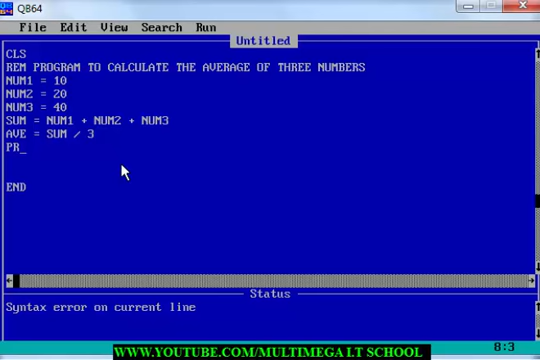 QB64
File Edit View Search Run
Untitled
CLS
REM PROGRAM TO CALCULATE THE AVERAGE OF THREE NUMBERS
NUM1 = 10
NUM2 = 20
NUM3 = 40
SUM = NUM1 + NUM2 + NUM3
AVE = SUM / 3
PR_
END
Status
Syntax error on current line
WWW.YOUTUBE.COM/MULTIMEGA I.T SCHOOL
8:3